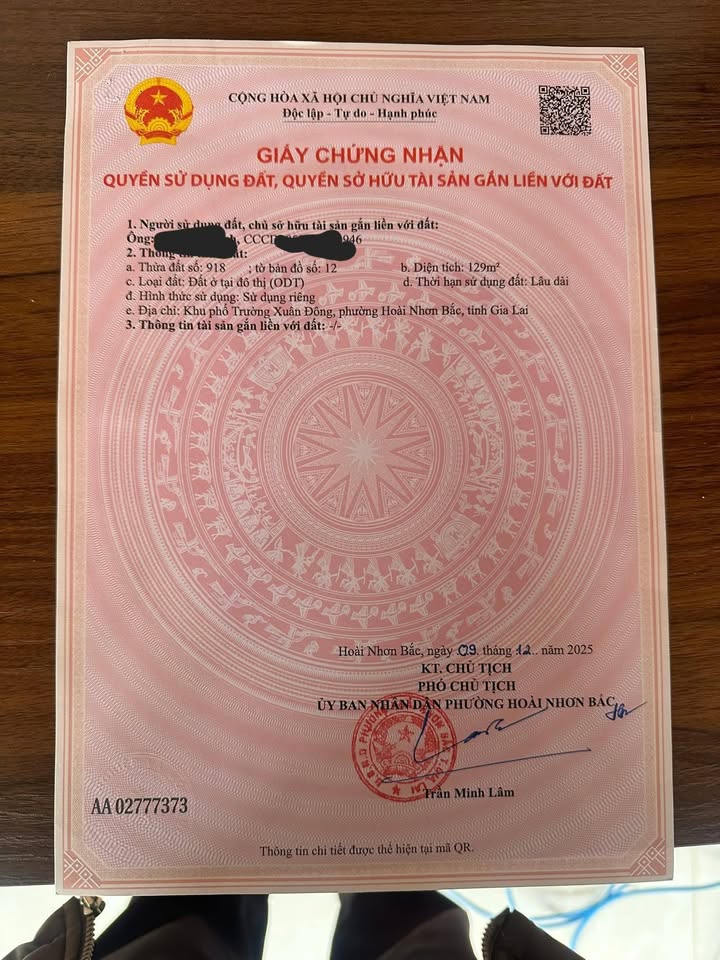 CỘNG HÒA XÃ HỘI CHỦ NGHĨA VIỆT NAM
Độc lập - Tự do - Hạnh phúc
GIẤY CHỨNG NHẬN
QUYỀN SỬ DỤNG ĐẤT, QUYỀN SỞ HỮU TÀI SẢN GẮN LIỀN VỚI ĐẤT
1. Người sử dụng đất, chủ sở hữu tài sản gắn liền với đất:
Ông: h, CCCD 946
2. Thông đất:
a. Thửa đất số: 918 ; tờ bản đồ số: 12 b. Diện tích: 129m²
c. Loại đất: Đất ở tại đô thị (ODT) d. Thời hạn sử dụng đất: Lâu dài
đ. Hình thức sử dụng: Sử dụng riêng
e. Địa chỉ: Khu phố Trường Xuân Đông, phường Hoài Nhơn Bắc, tỉnh Gia Lai
3. Thông tin tài sản gắn liền với đất: -/-
Hoài Nhơn Bắc, ngày 09 tháng 12 năm 2025
KT. CHỦ TỊCH
PHÓ CHỦ TỊCH
ỦY BAN NHÂN DÂN PHƯỜNG HOÀI NHƠN BẮC
Trần Minh Lâm
AA 02777373
Thông tin chi tiết được thể hiện tại mã QR.